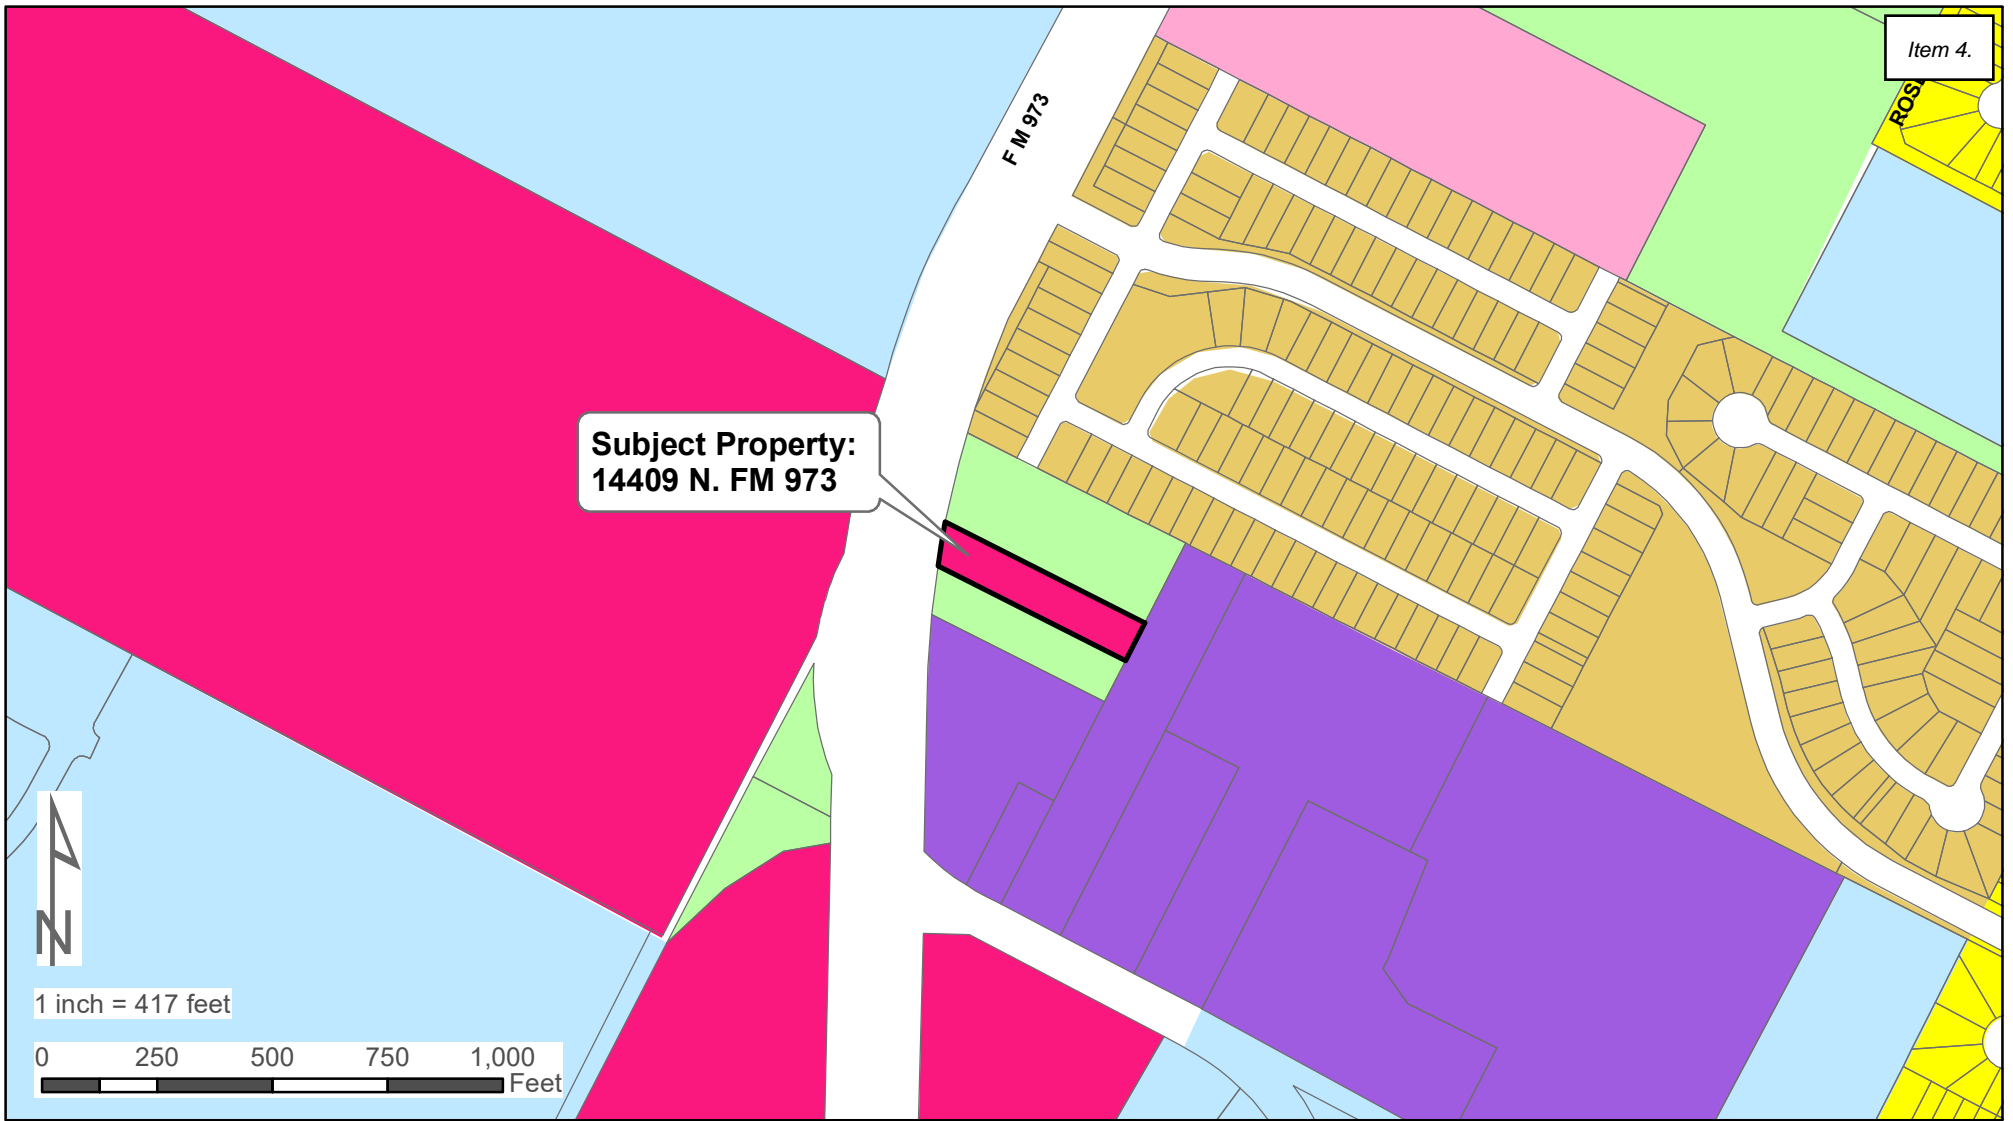 Item 4.
F M 973
Subject Property:
14409 N. FM 973
N
1 inch = 417 feet
0 250 500 750 1,000
Feet